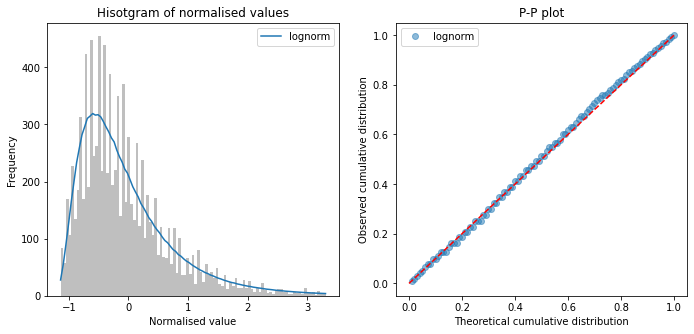 Hisotgram of normalised values
lognorm
Frequency
400
300
200
100
0
−1
0
1
2
3
Normalised value
P-P plot
lognorm
Observed cumulative distribution
1.0
0.8
0.6
0.4
0.2
0.0
0.0
0.2
0.4
0.6
0.8
1.0
Theoretical cumulative distribution